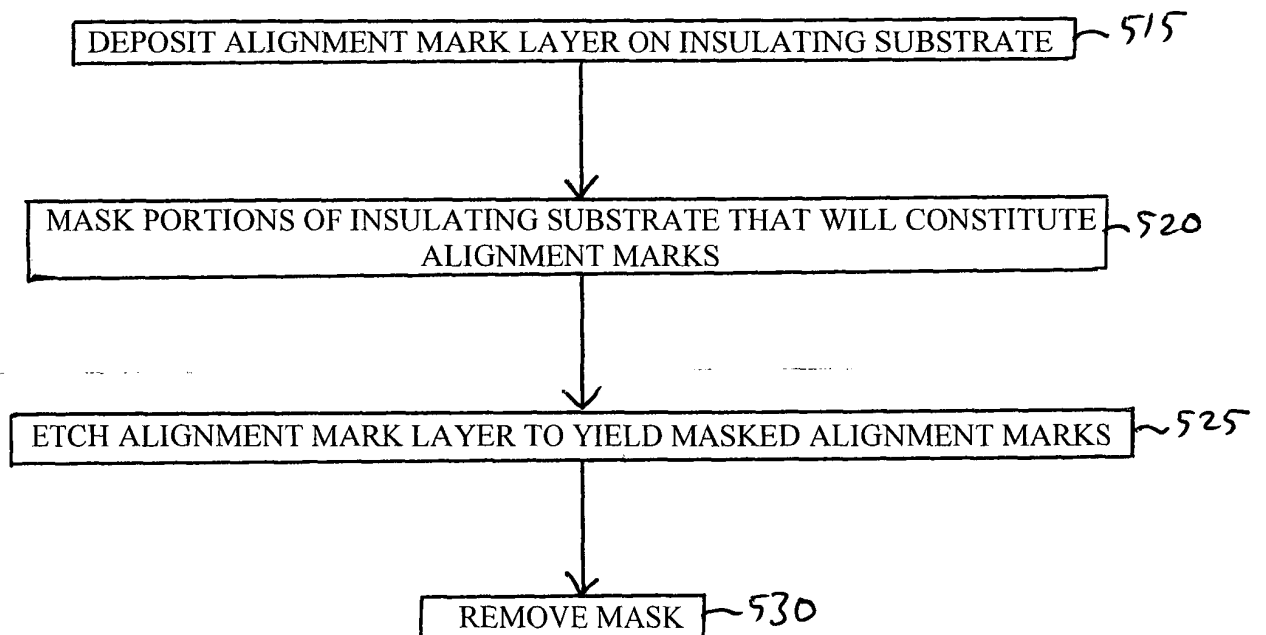 DEPOSIT ALIGNMENT MARK LAYER ON INSULATING SUBSTRATE 515
MASK PORTIONS OF INSULATING SUBSTRATE THAT WILL CONSTITUTE 520
ALIGNMENT MARKS
ETCH ALIGNMENT MARK LAYER TO YIELD MASKED ALIGNMENT MARKS 525
REMOVE MASK 530